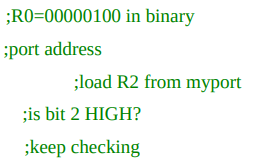 ;R0=00000100 in binary
;port address
;load R2 from myport
;is bit 2 HIGH?
;keep checking